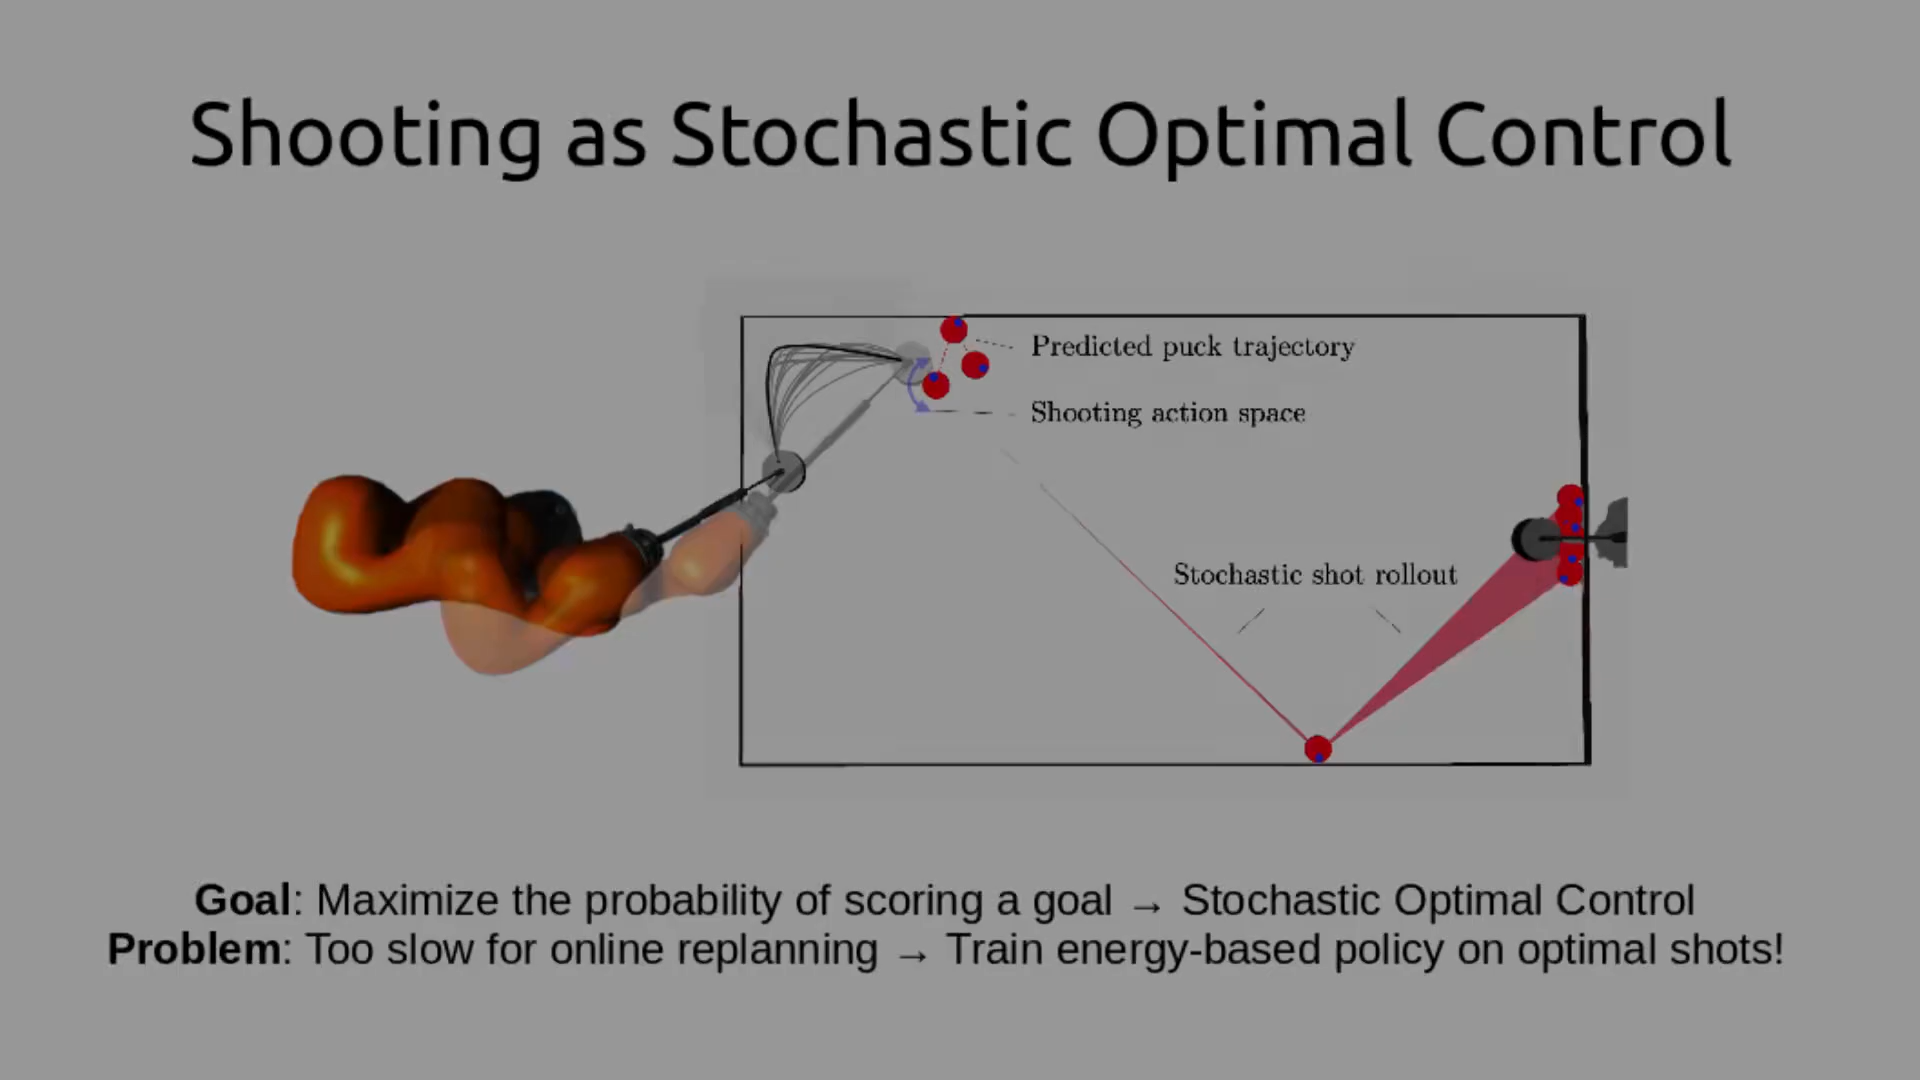 Shooting as Stochastic Optimal Control
Predicted puck trajectory
Shooting action space
Stochastic shot rollout
Goal: Maximize the probability of scoring a goal → Stochastic Optimal Control
Problem: Too slow for online replanning → Train energy-based policy on optimal shots!